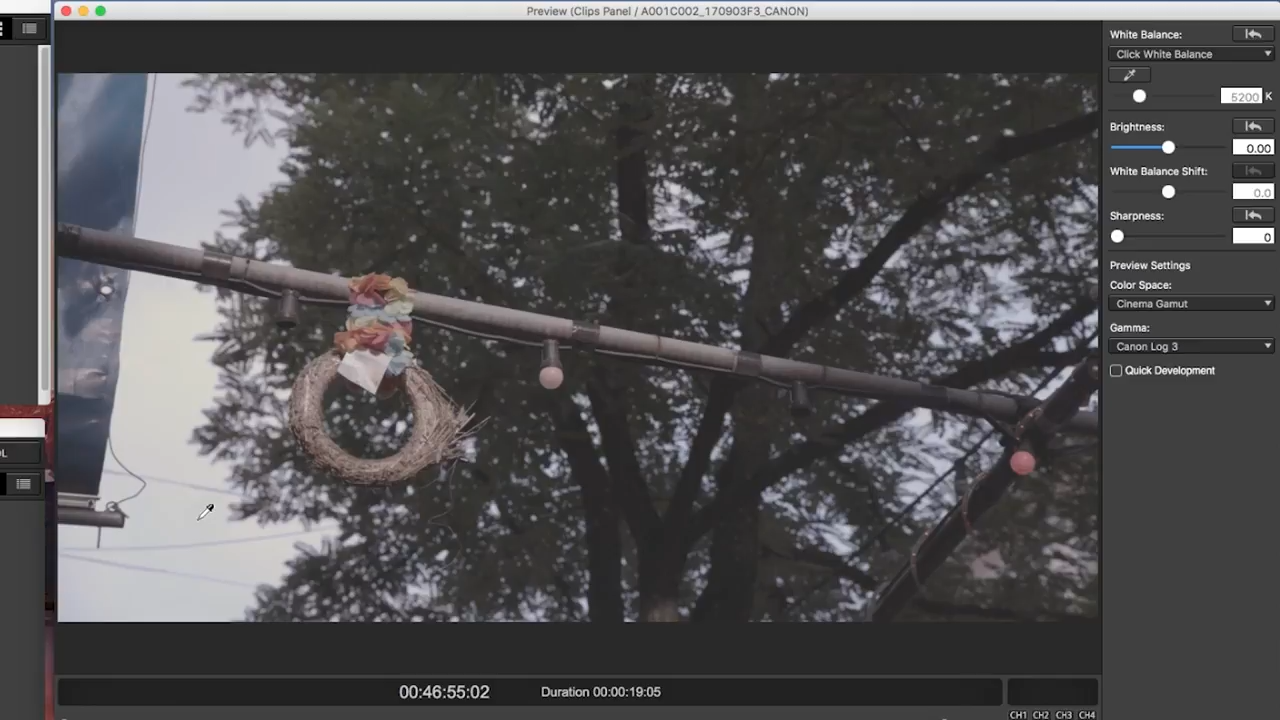 Preview (Clips Panel / A001C002_170903F3_CANON)
White Balance:
Click White Balance
5200 K
Brightness:
0.00
White Balance Shift:
0.0
Sharpness:
0
Preview Settings
Color Space:
Cinema Gamut
Gamma:
Canon Log 3
Quick Development
OL
00:46:55:02 Duration 00:00:19:05
CH1 CH2 CH3 CH4